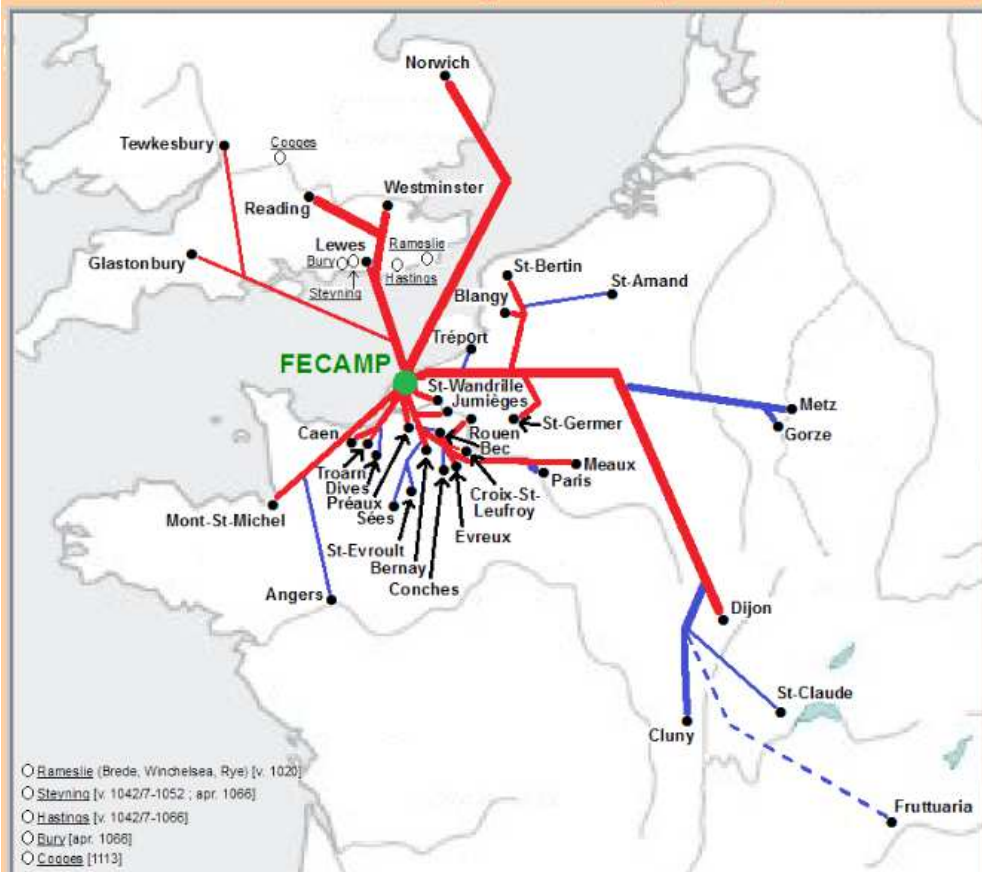 Norwich
Tewkesbury
Cogges
Westminster
Reading
Lewes
Rameslie
Bury
Glastonbury
Hastings
Steyning
St-Bertin
St-Amand
Blangy
Tréport
FECAMP
St-Wandrille
Jumièges
Metz
St-Germer
Gorze
Caen
Rouen
Bec
Meaux
Troarn
Paris
Dives
Préaux
Croix-St-
Leufroy
Sées
Mont-St-Michel
Evreux
St-Evroult
Bernay
Conches
Angers
Dijon
St-Claude
Cluny
Fruttuaria
Rameslie (Brede, Winchelsea, Rye) [v. 1020]
Steyning [v. 1042/7-1052 ; apr. 1066]
Hastings [v. 1042/7-1066]
Bury [apr. 1066]
Cogges [1113]